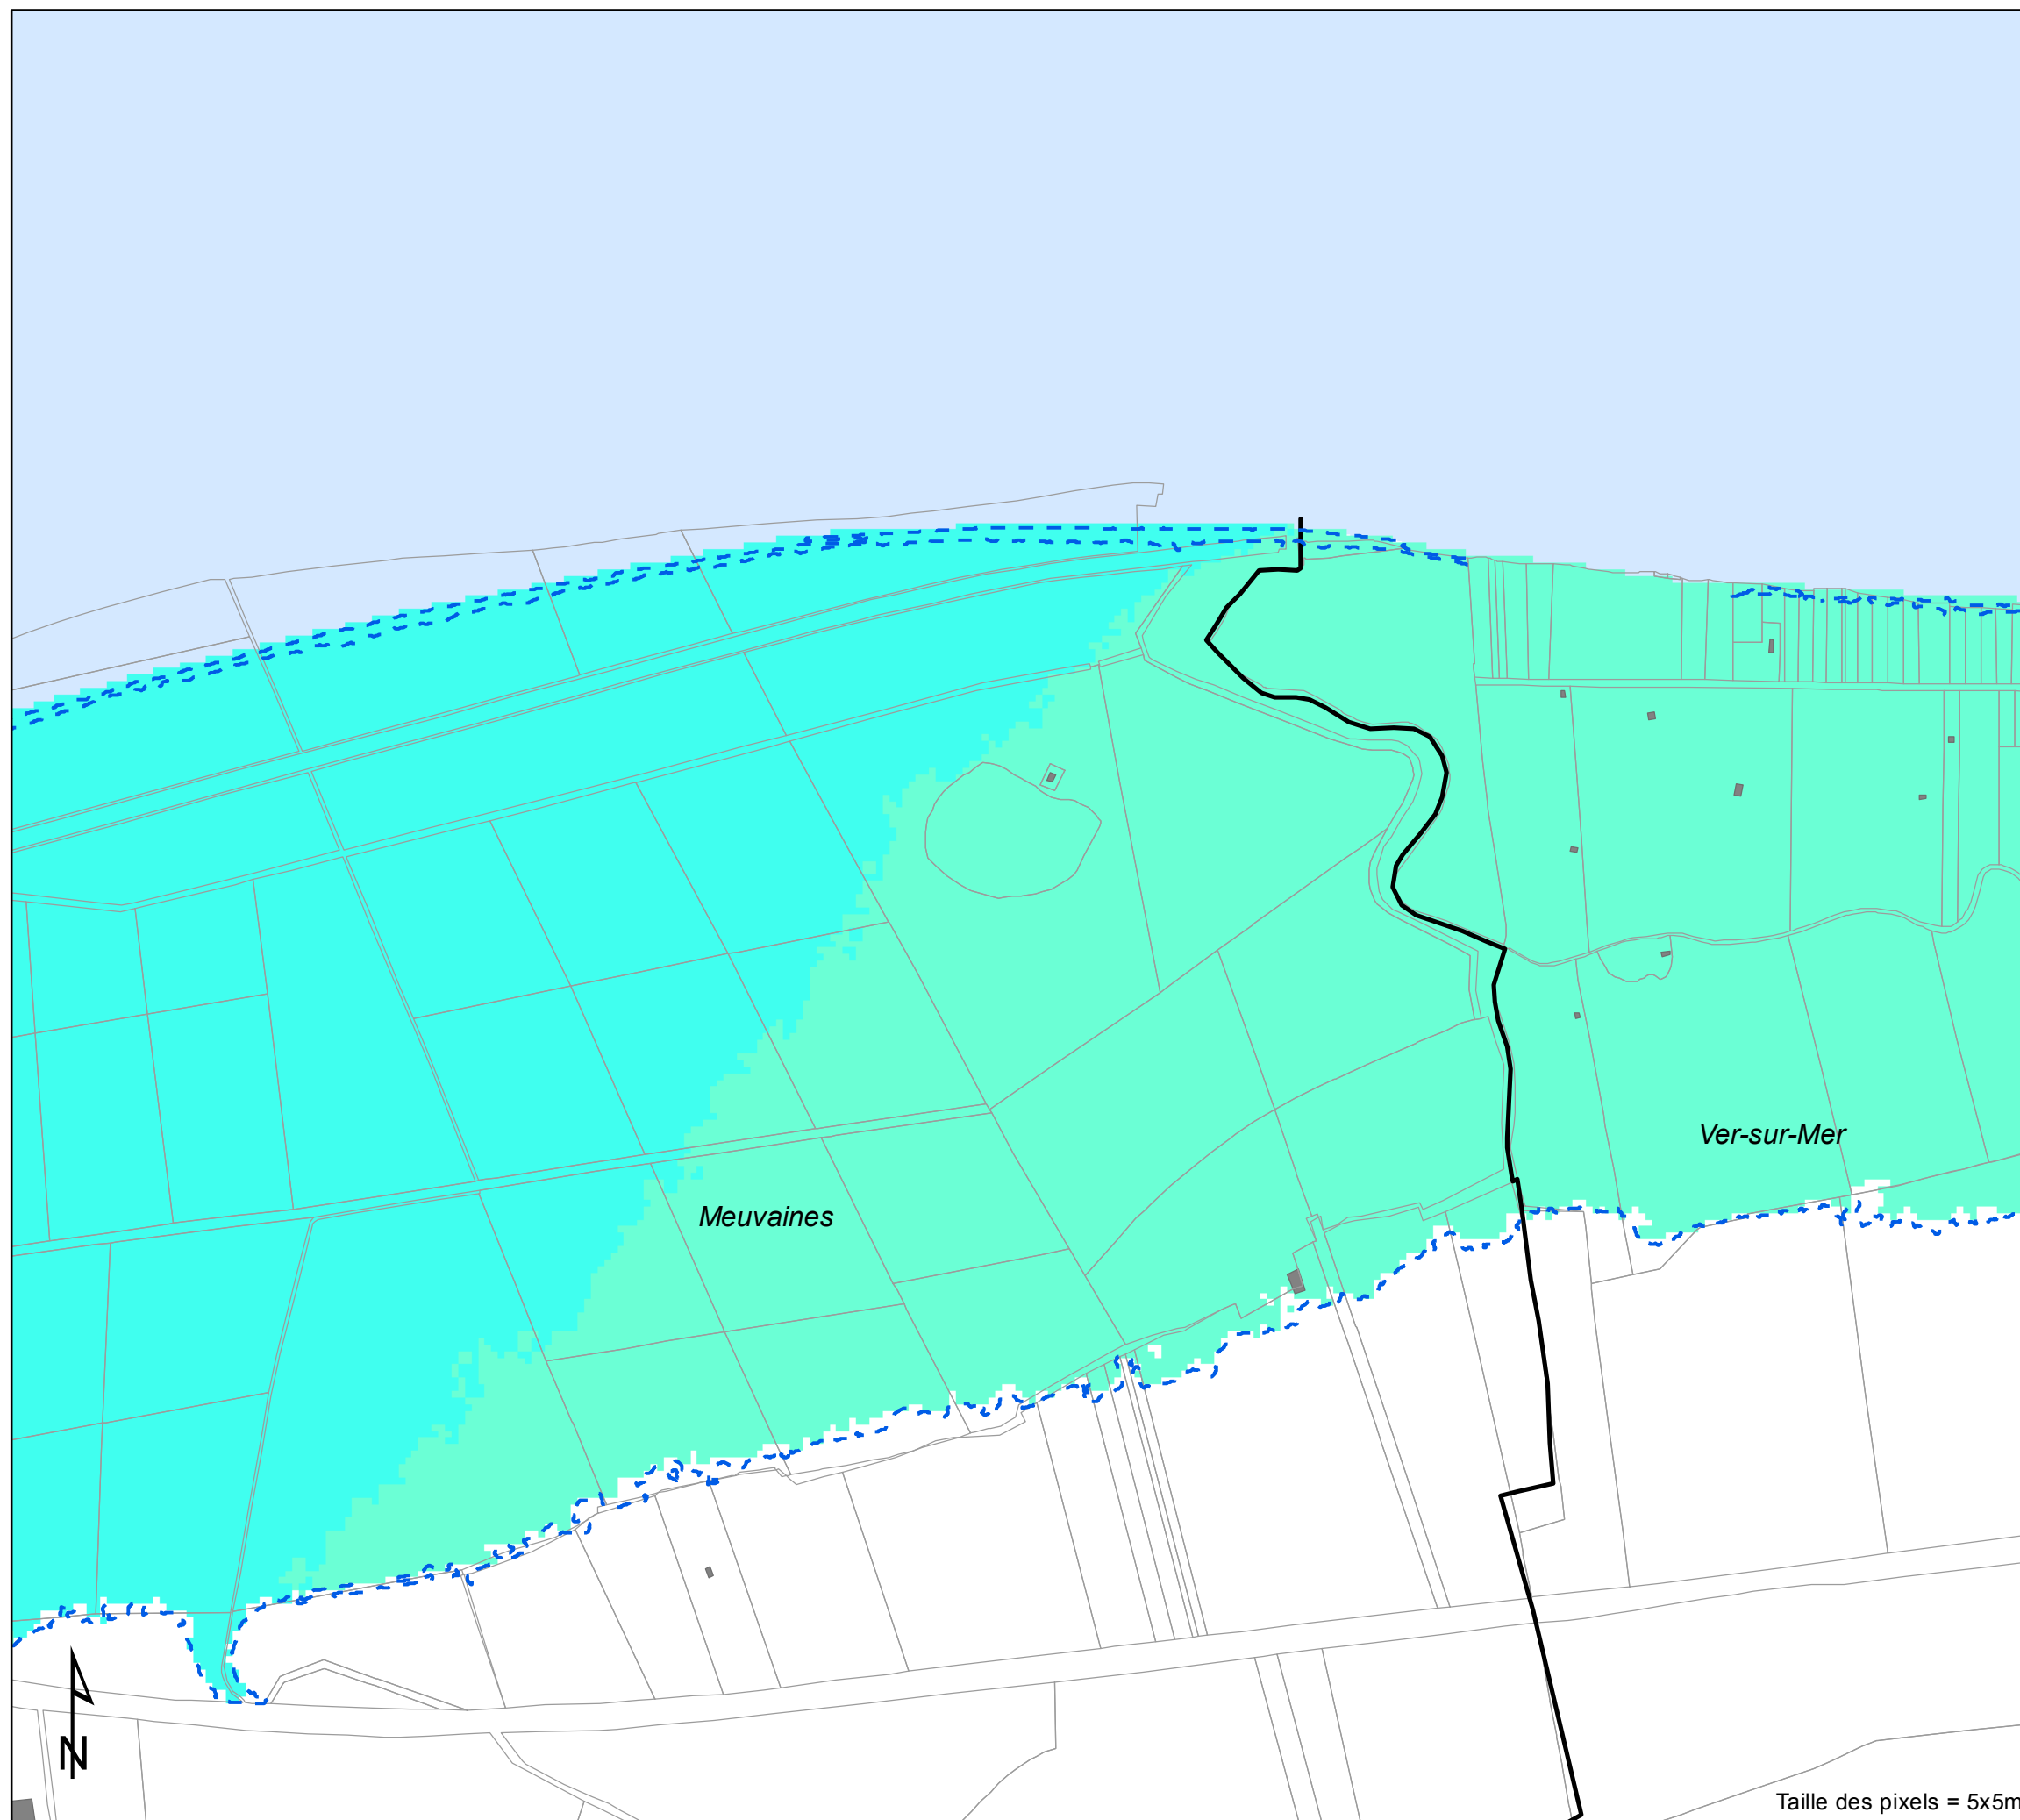 Ver-sur-Mer
Meuvaines
N
Taille des pixels = 5x5m